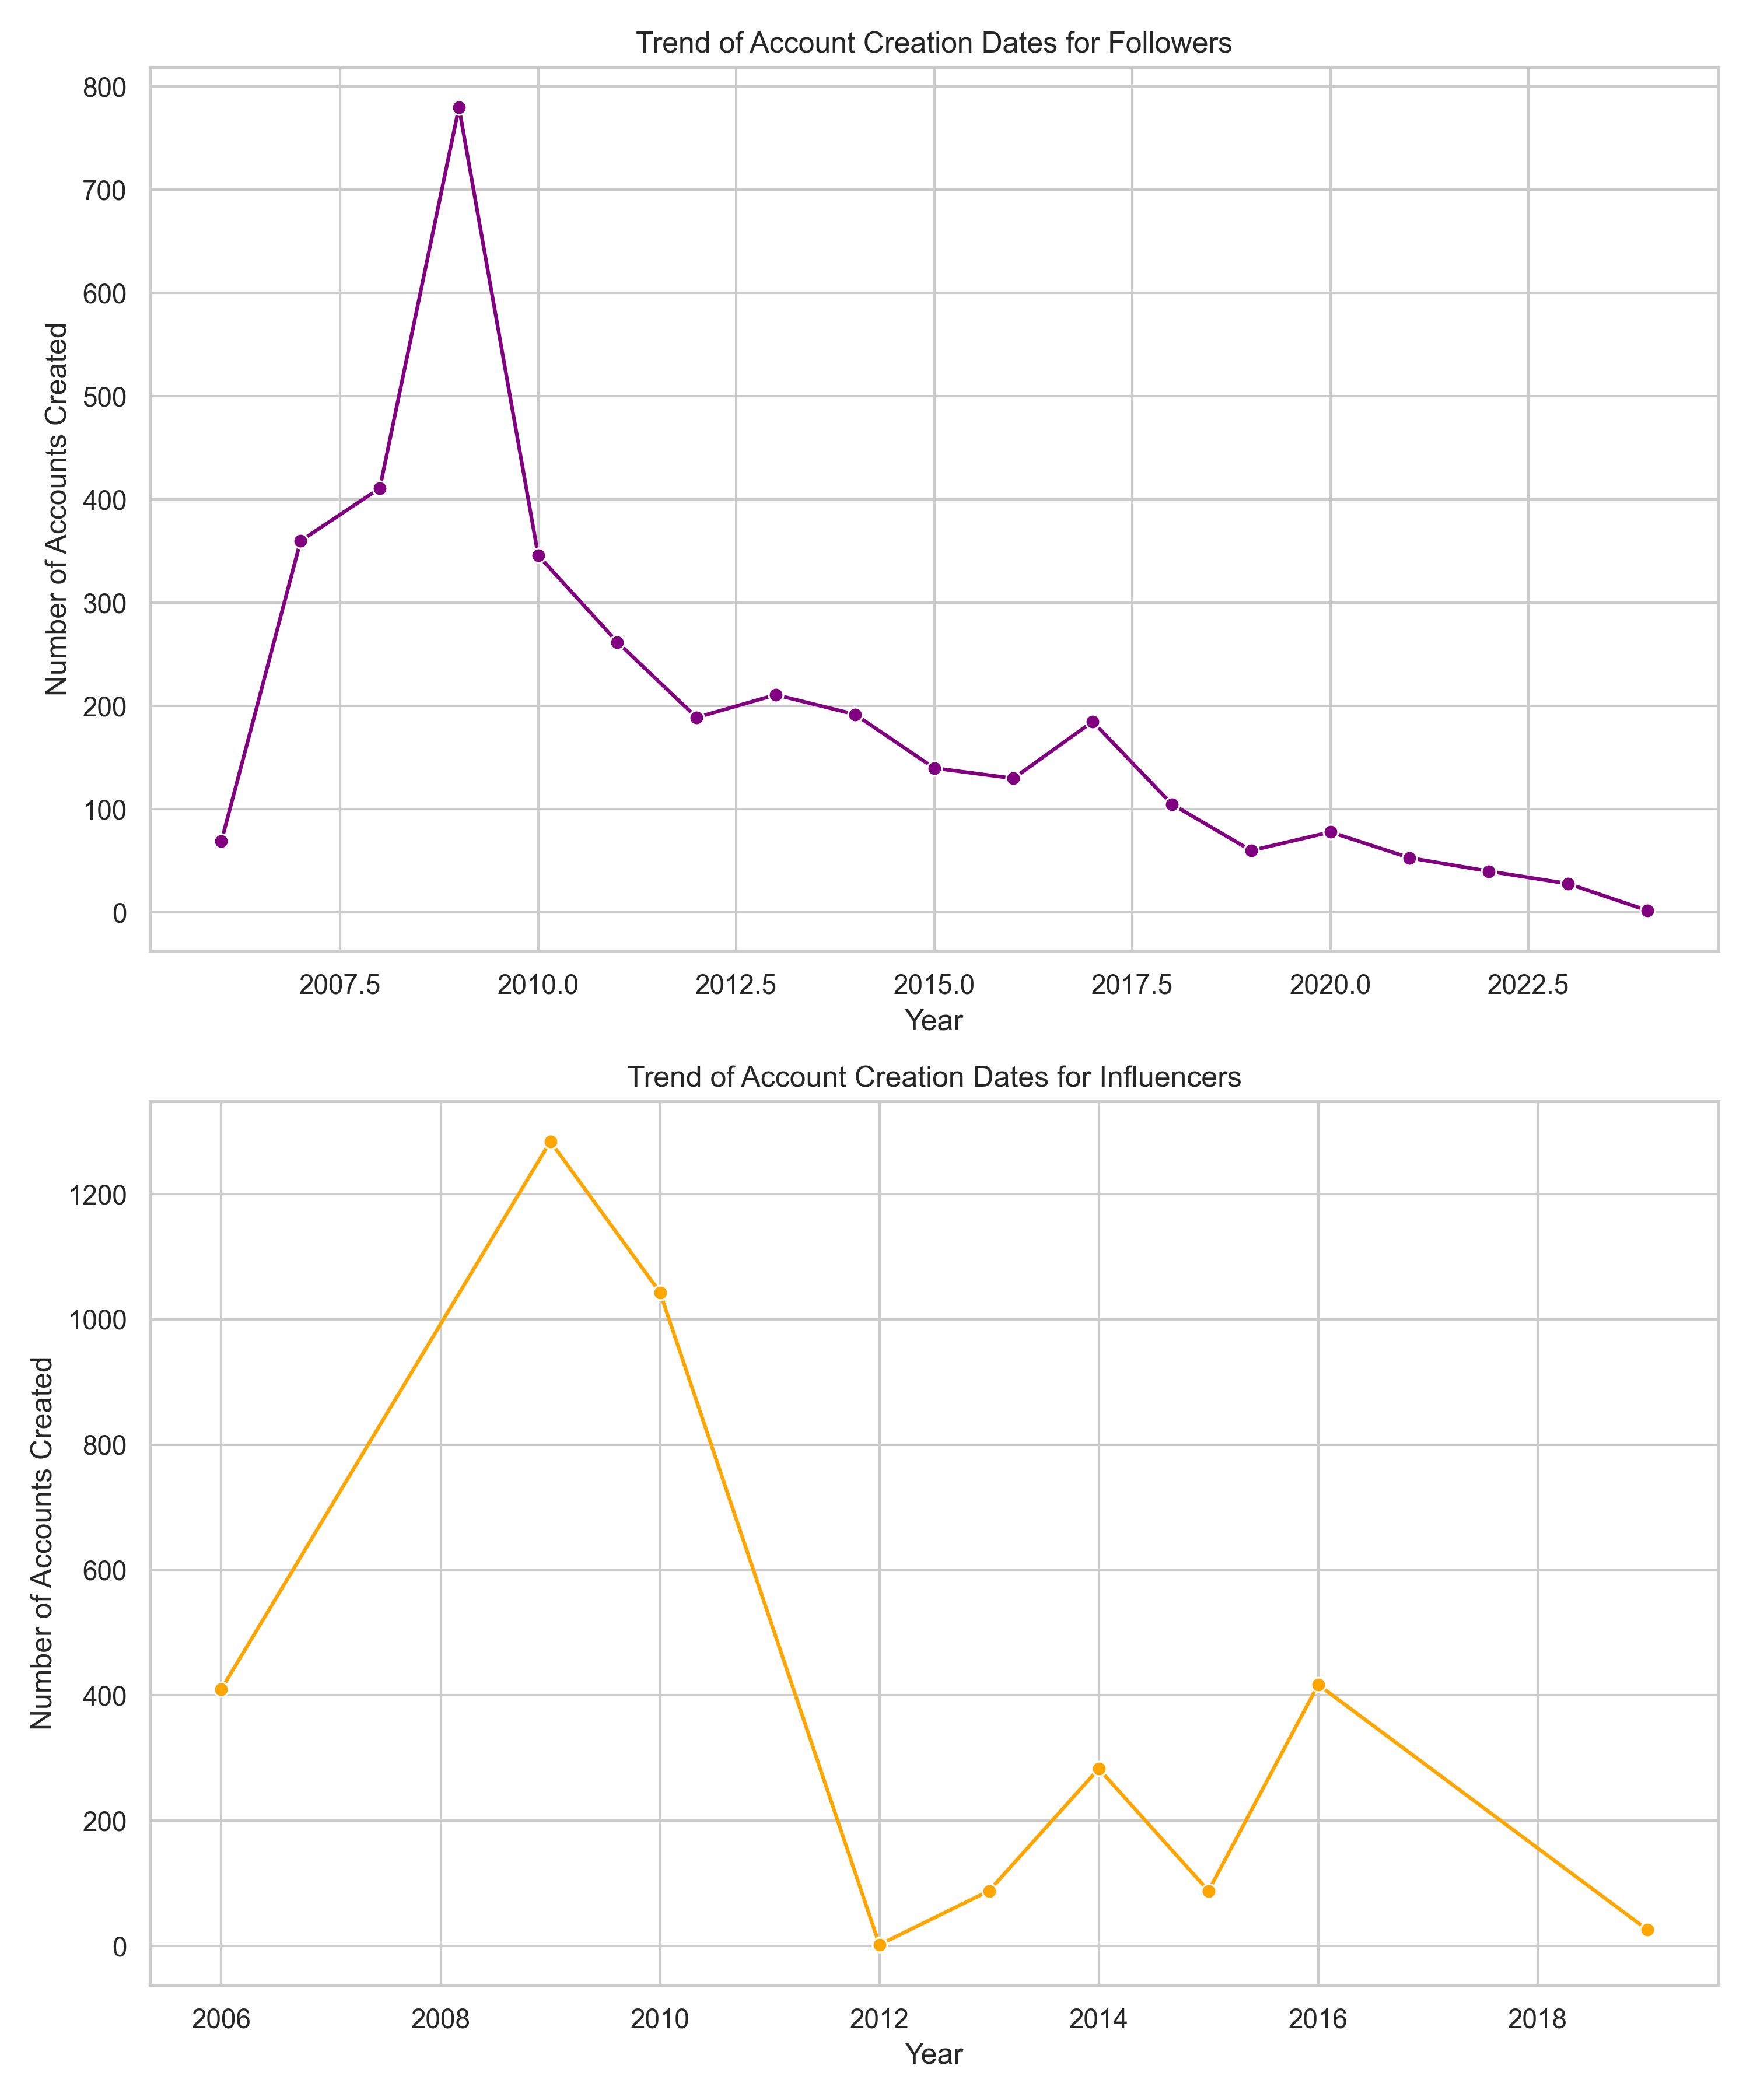 Trend of Account Creation Dates for Followers
Number of Accounts Created
800
700
600
500
400
300
200
100
0
2007.5 2010.0 2012.5 2015.0 2017.5 2020.0 2022.5
Year
Trend of Account Creation Dates for Influencers
Number of Accounts Created
1200
1000
800
600
400
200
0
2006 2008 2010 2012 2014 2016 2018
Year